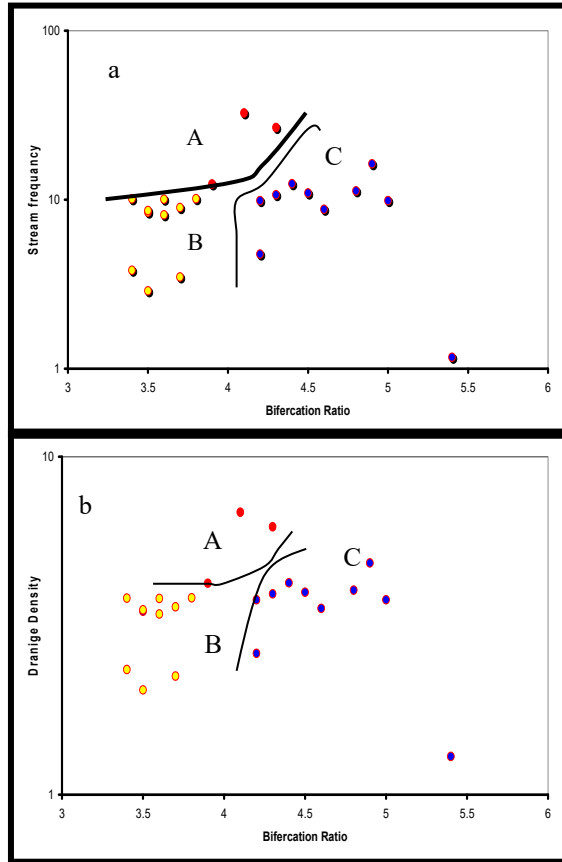 100
a
A
C
10
B
1
3 3.5 4 4.5 5 5.5 6
Stream frequancy
Bifercation Ratio
10
b
A
C
B
1
3 3.5 4 4.5 5 5.5 6
Dranige Density
Bifercation Ratio